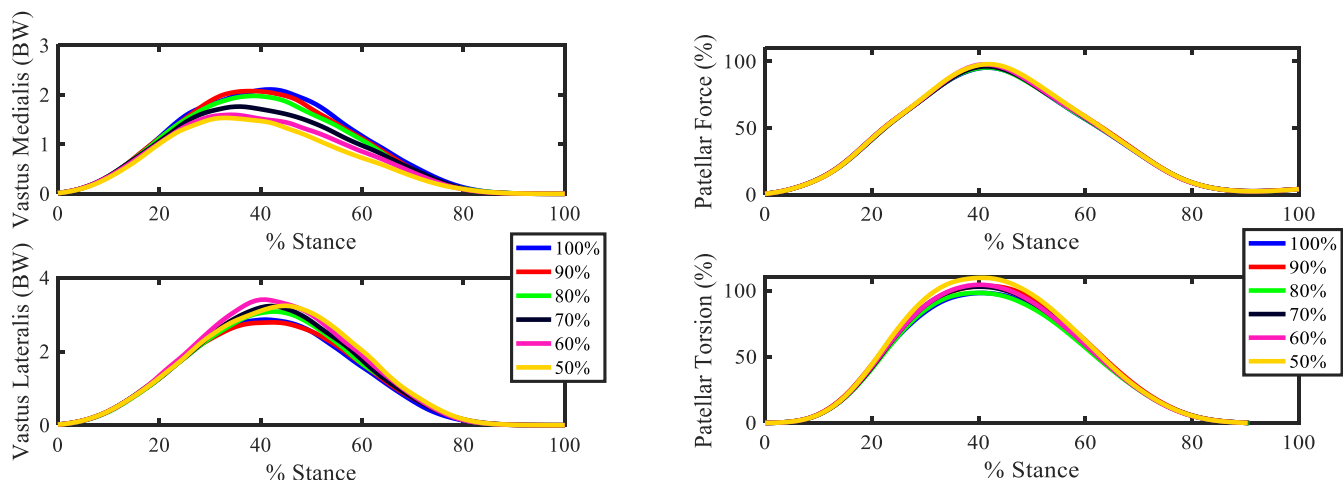 Vastus Medialis (BW)
3
2
1
0
0 20 40 60 80 100
% Stance
Vastus Lateralis (BW)
4
2
0
0 20 40 60 80 100
% Stance
100%
90%
80%
70%
60%
50%
Patellar Force (%)
100
50
0
0 20 40 60 80 100
% Stance
Patellar Torsion (%)
100
50
0
0 20 40 60 80 100
% Stance
100%
90%
80%
70%
60%
50%